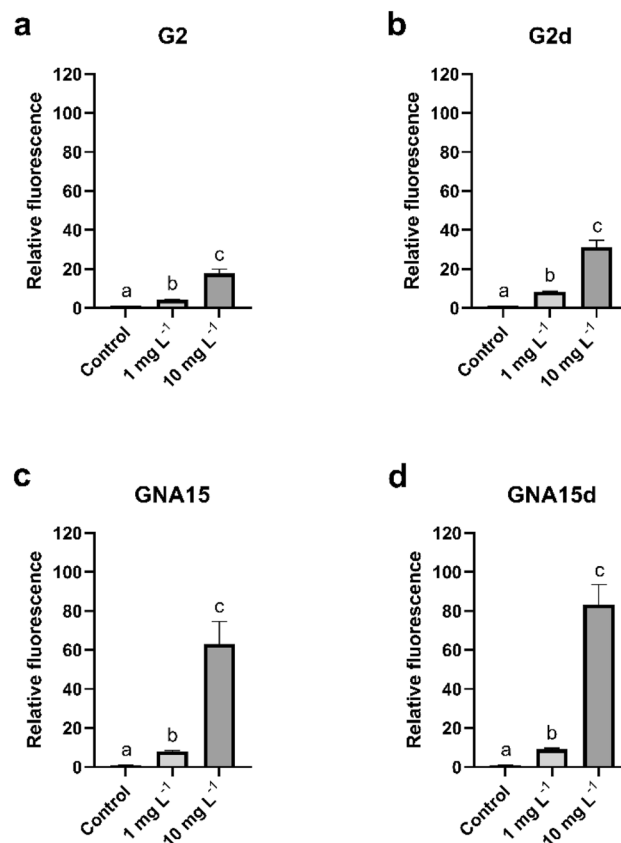 a
G2
Relative fluorescence
120
100
80
60
40
20
0
a
b
c
Control
1 mg L⁻¹
10 mg L⁻¹
b
G2d
Relative fluorescence
120
100
80
60
40
20
0
a
b
c
Control
1 mg L⁻¹
10 mg L⁻¹
c
GNA15
Relative fluorescence
120
100
80
60
40
20
0
a
b
c
Control
1 mg L⁻¹
10 mg L⁻¹
d
GNA15d
Relative fluorescence
120
100
80
60
40
20
0
a
b
c
Control
1 mg L⁻¹
10 mg L⁻¹